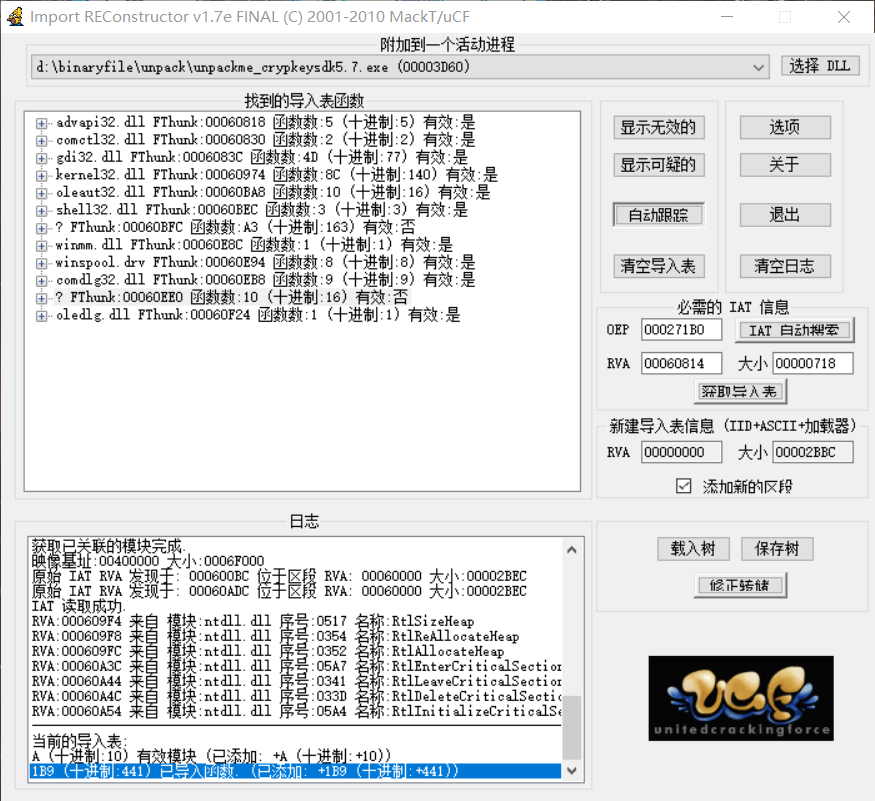 Import REConstructor v1.7e FINAL (C) 2001-2010 MackT/uCF
附加到一个活动进程
d:\binaryfile\unpack\unpackme_crypkeysdk5.7.exe (00003D60)
选择 DLL
找到的导入表函数
advapi32.dll FThunk:00060818 函数数:5 (十进制:5) 有效:是
comctl32.dll FThunk:00060830 函数数:2 (十进制:2) 有效:是
gdi32.dll FThunk:0006083C 函数数:4D (十进制:77) 有效:是
kernel32.dll FThunk:00060974 函数数:8C (十进制:140) 有效:是
oleaut32.dll FThunk:00060BA8 函数数:10 (十进制:16) 有效:是
shell32.dll FThunk:00060BEC 函数数:3 (十进制:3) 有效:是
? FThunk:00060BFC 函数数:A3 (十进制:163) 有效:否
winmm.dll FThunk:00060E8C 函数数:1 (十进制:1) 有效:是
winspool.drv FThunk:00060E94 函数数:8 (十进制:8) 有效:是
comdlg32.dll FThunk:00060EB8 函数数:9 (十进制:9) 有效:是
? FThunk:00060EE0 函数数:10 (十进制:16) 有效:否
oledlg.dll FThunk:00060F24 函数数:1 (十进制:1) 有效:是
显示无效的
选项
显示可疑的
关于
自动跟踪
退出
清空导入表
清空日志
必需的 IAT 信息
OEP 000271B0 IAT 自动搜索
RVA 00060814 大小 00000718
获取导入表
新建导入表信息 (IID+ASCII+加载器)
RVA 00000000 大小 00002BBC
添加新的区段
日志
获取已关联的模块完成.
映像基址:00400000 大小:0006F000
原始 IAT RVA 发现于: 000600BC 位于区段 RVA: 00060000 大小:00002BEC
原始 IAT RVA 发现于: 00060ADC 位于区段 RVA: 00060000 大小:00002BEC
IAT 读取成功.
RVA:000609F4 来自 模块:ntdll.dll 序号:0517 名称:RtlSizeHeap
RVA:000609F8 来自 模块:ntdll.dll 序号:0354 名称:RtlReAllocateHeap
RVA:000609FC 来自 模块:ntdll.dll 序号:0352 名称:RtlAllocateHeap
RVA:00060A3C 来自 模块:ntdll.dll 序号:05A7 名称:RtlEnterCriticalSection
RVA:00060A44 来自 模块:ntdll.dll 序号:0341 名称:RtlLeaveCriticalSection
RVA:00060A4C 来自 模块:ntdll.dll 序号:033D 名称:RtlDeleteCriticalSectic
RVA:00060A54 来自 模块:ntdll.dll 序号:05A4 名称:RtlInitializeCriticalSe
当前的导入表:
A (十进制:10) 有效模块 (已添加: +A (十进制:+10))
1B9 (十进制:441) 已导入函数. (已添加: +1B9 (十进制:+441))
载入树
保存树
修正转储
UCF
unitedcrackingforce